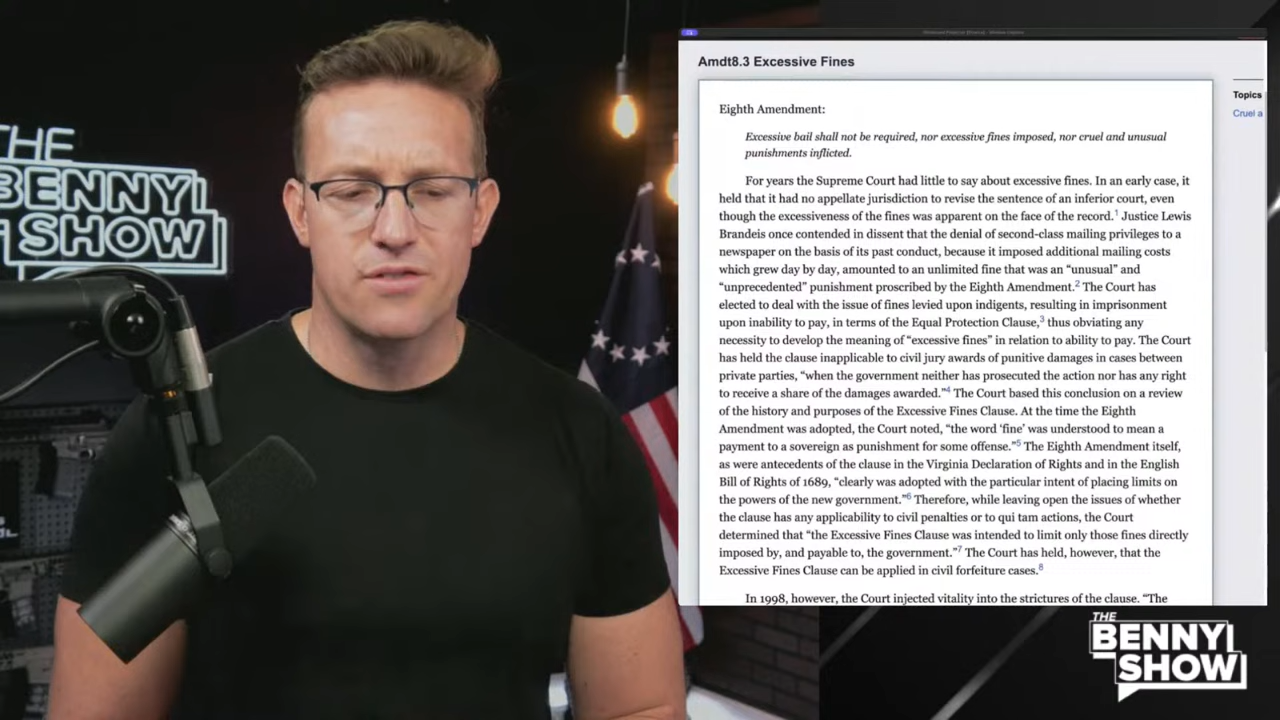 THE
BENNY
SHOW
Amdt8.3 Excessive Fines
Topics
Cruel a
Eighth Amendment:
Excessive bail shall not be required, nor excessive fines imposed, nor cruel and unusual
punishments inflicted.
For years the Supreme Court had little to say about excessive fines. In an early case, it
held that it had no appellate jurisdiction to revise the sentence of an inferior court, even
though the excessiveness of the fines was apparent on the face of the record.1 Justice Lewis
Brandeis once contended in dissent that the denial of second-class mailing privileges to a
newspaper on the basis of its past conduct, because it imposed additional mailing costs
which grew day by day, amounted to an unlimited fine that was an “unusual” and
“unprecedented” punishment proscribed by the Eighth Amendment.2 The Court has
elected to deal with the issue of fines levied upon indigents, resulting in imprisonment
upon inability to pay, in terms of the Equal Protection Clause,3 thus obviating any
necessity to develop the meaning of “excessive fines” in relation to ability to pay. The Court
has held the clause inapplicable to civil jury awards of punitive damages in cases between
private parties, “when the government neither has prosecuted the action nor has any right
to receive a share of the damages awarded.”4 The Court based this conclusion on a review
of the history and purposes of the Excessive Fines Clause. At the time the Eighth
Amendment was adopted, the Court noted, “the word ‘fine’ was understood to mean a
payment to a sovereign as punishment for some offense.”5 The Eighth Amendment itself,
as were antecedents of the clause in the Virginia Declaration of Rights and in the English
Bill of Rights of 1689, “clearly was adopted with the particular intent of placing limits on
the powers of the new government.”6 Therefore, while leaving open the issues of whether
the clause has any applicability to civil penalties or to qui tam actions, the Court
determined that “the Excessive Fines Clause was intended to limit only those fines directly
imposed by, and payable to, the government.”7 The Court has held, however, that the
Excessive Fines Clause can be applied in civil forfeiture cases.8
In 1998, however, the Court injected vitality into the strictures of the clause. “The
THE
BENNY
SHOW